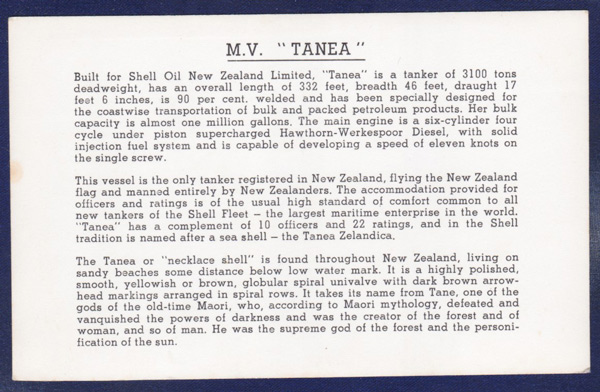 M.V. "TANEA"
Built for Shell Oil New Zealand Limited, "Tanea" is a tanker of 3100 tons
deadweight, has an overall length of 332 feet, breadth 46 feet, draught 17
feet 6 inches, is 90 per cent. welded and has been specially designed for
the coastwise transportation of bulk and packed petroleum products. Her bulk
capacity is almost one million gallons. The main engine is a six-cylinder four
cycle under piston supercharged Hawthorn-Werkespoor Diesel, with solid
injection fuel system and is capable of developing a speed of eleven knots on
the single screw.
This vessel is the only tanker registered in New Zealand, flying the New Zealand
flag and manned entirely by New Zealanders. The accommodation provided for
officers and ratings is of the usual high standard of comfort common to all
new tankers of the Shell Fleet – the largest maritime enterprise in the world.
"Tanea" has a complement of 10 officers and 22 ratings, and in the Shell
tradition is named after a sea shell – the Tanea Zelandica.
The Tanea or "necklace shell" is found throughout New Zealand, living on
sandy beaches some distance below low water mark. It is a highly polished,
smooth, yellowish or brown, globular spiral univalve with dark brown arrow-
head markings arranged in spiral rows. It takes its name from Tane, one of the
gods of the old-time Maori, who, according to Maori mythology, defeated and
vanquished the powers of darkness and was the creator of the forest and of
woman, and so of man. He was the supreme god of the forest and the personi-
fication of the sun.